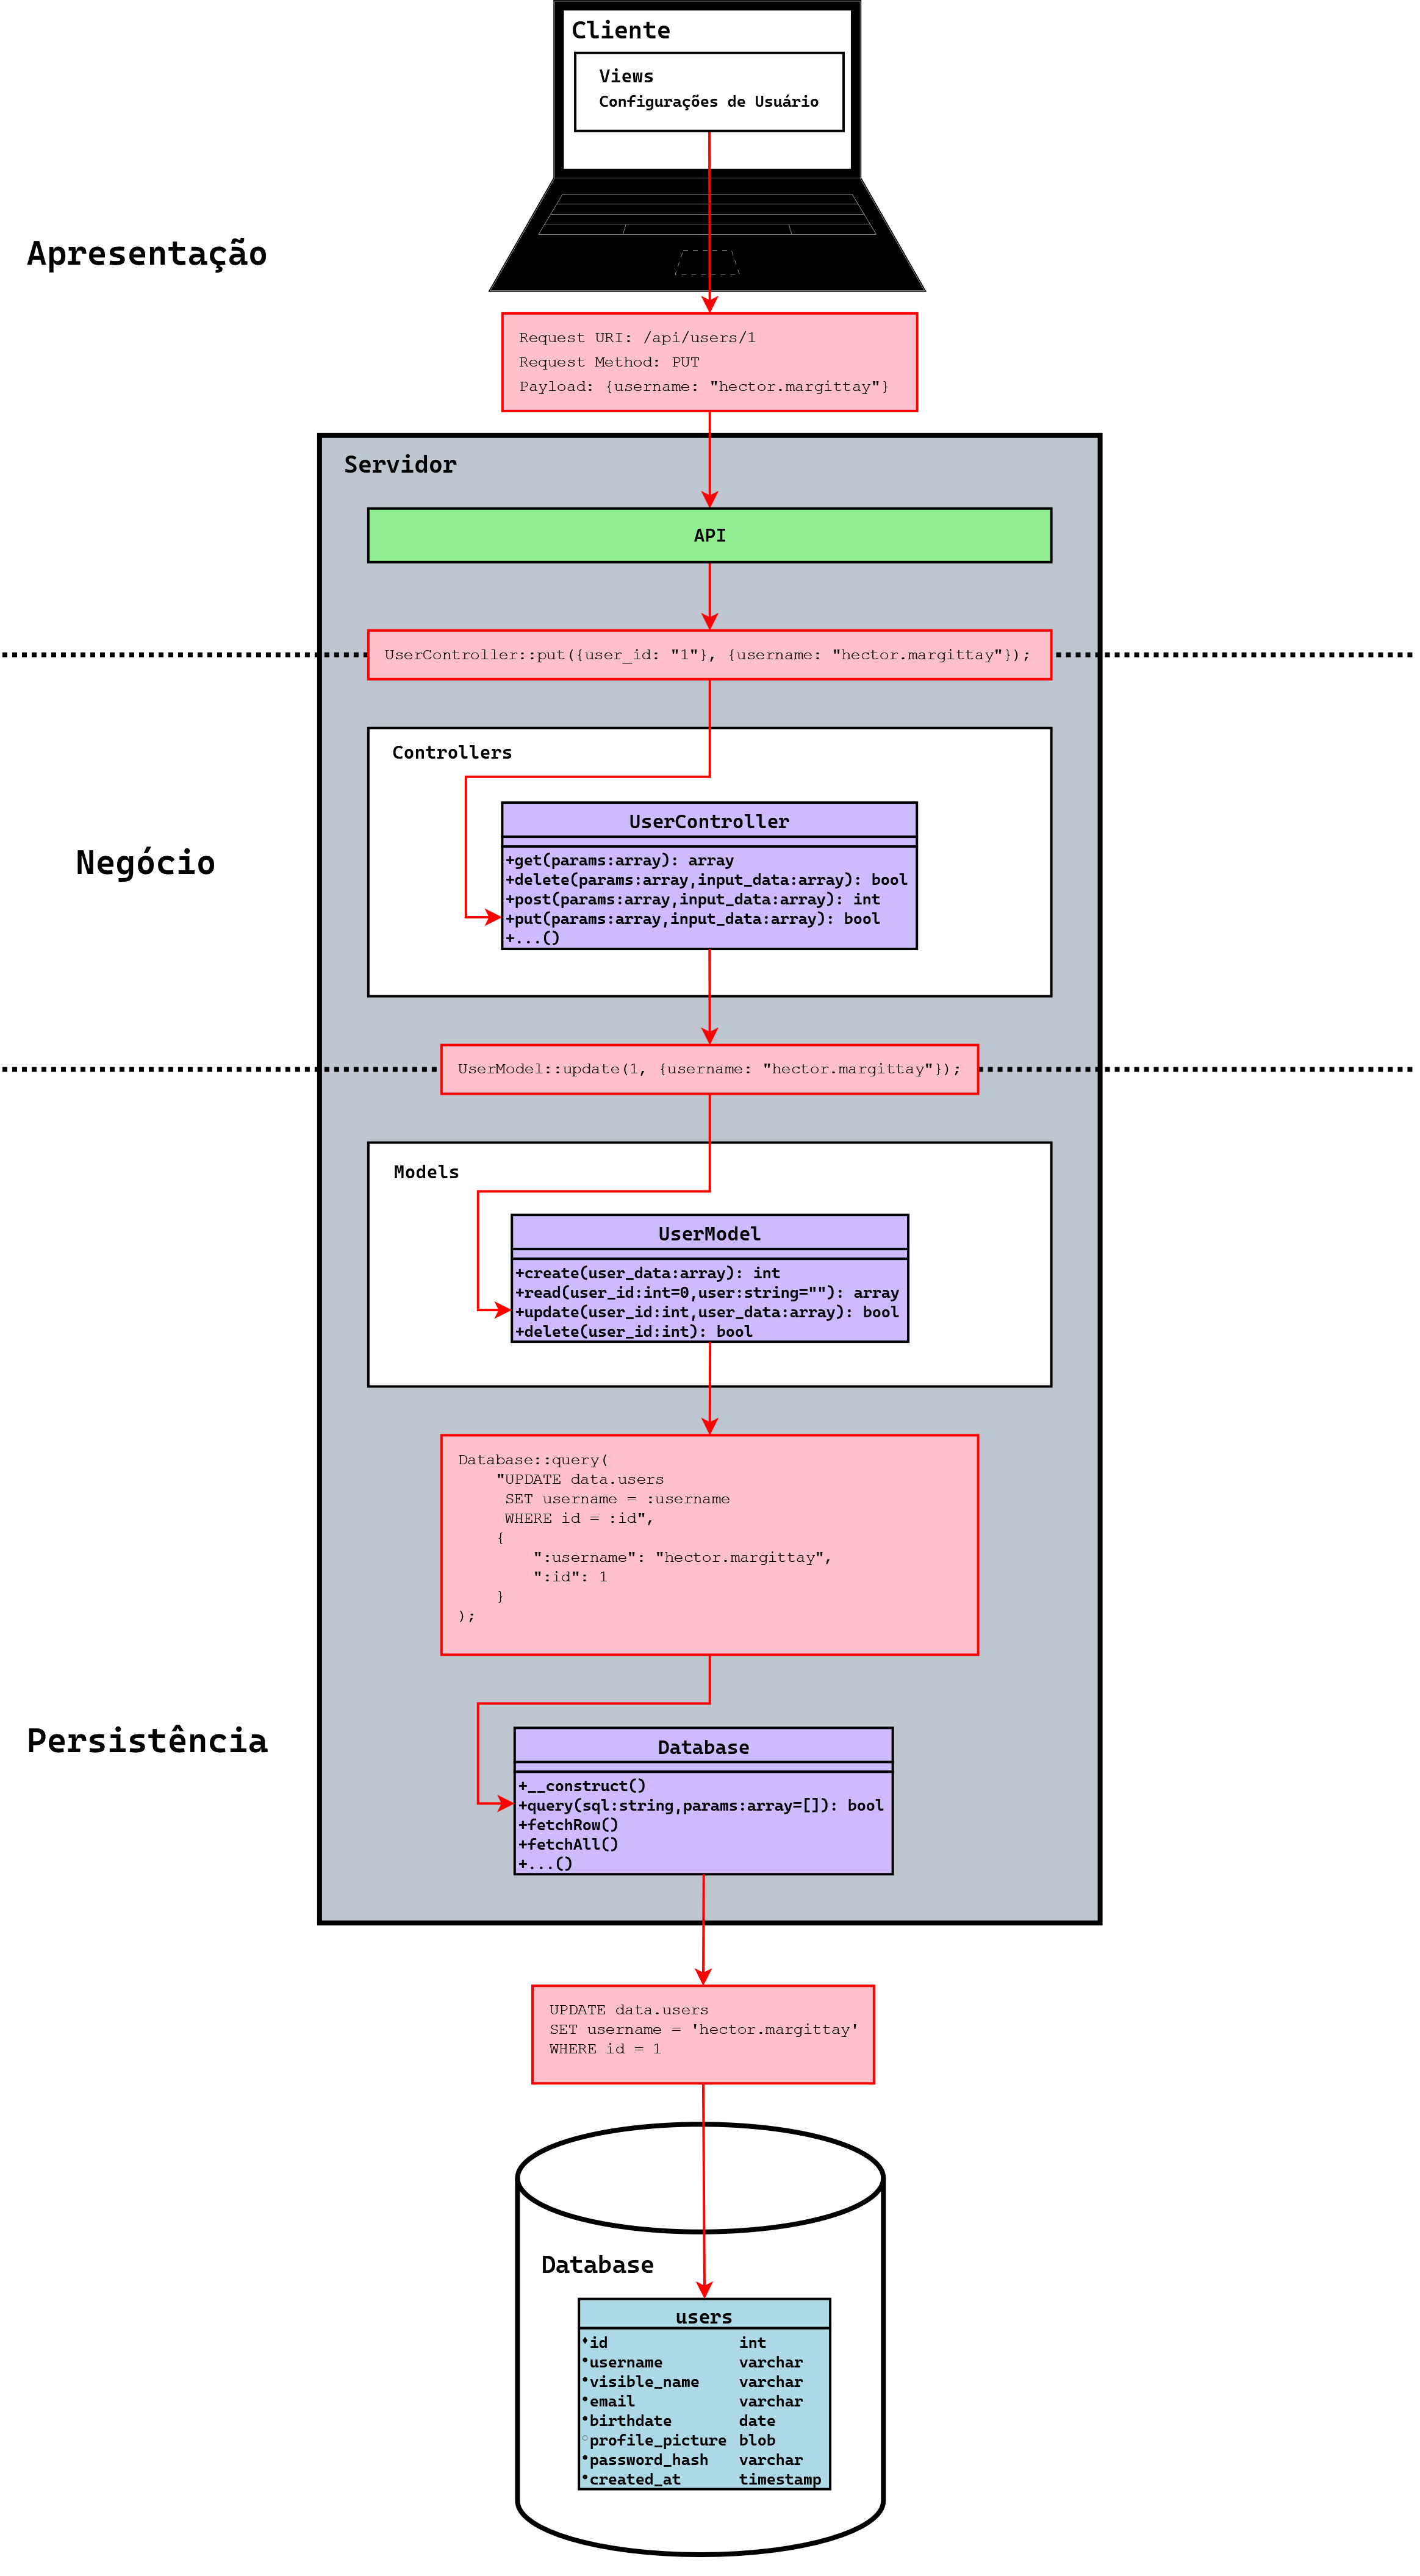 Cliente
Views
Configurações de Usuário
Apresentação
Request URI: /api/users/1
Request Method: PUT
Payload: {username: "hector.margittay"}
Servidor
API
UserController::put({user_id: "1"}, {username: "hector.margittay"});
Controllers
Negócio
UserController
+get(params:array): array
+delete(params:array,input_data:array): bool
+post(params:array,input_data:array): int
+put(params:array,input_data:array): bool
+...()
UserModel::update(1, {username: "hector.margittay"});
Models
UserModel
+create(user_data:array): int
+read(user_id:int=0,user:string=""): array
+update(user_id:int,user_data:array): bool
+delete(user_id:int): bool
Database::query(
"UPDATE data.users
SET username = :username
WHERE id = :id",
{
":username": "hector.margittay",
":id": 1
}
);
Persistência
Database
+__construct()
+query(sql:string,params:array=[]): bool
+fetchRow()
+fetchAll()
+...()
UPDATE data.users
SET username = 'hector.margittay'
WHERE id = 1
Database
users
id int
username varchar
visible_name varchar
email varchar
birthdate date
profile_picture blob
password_hash varchar
created_at timestamp